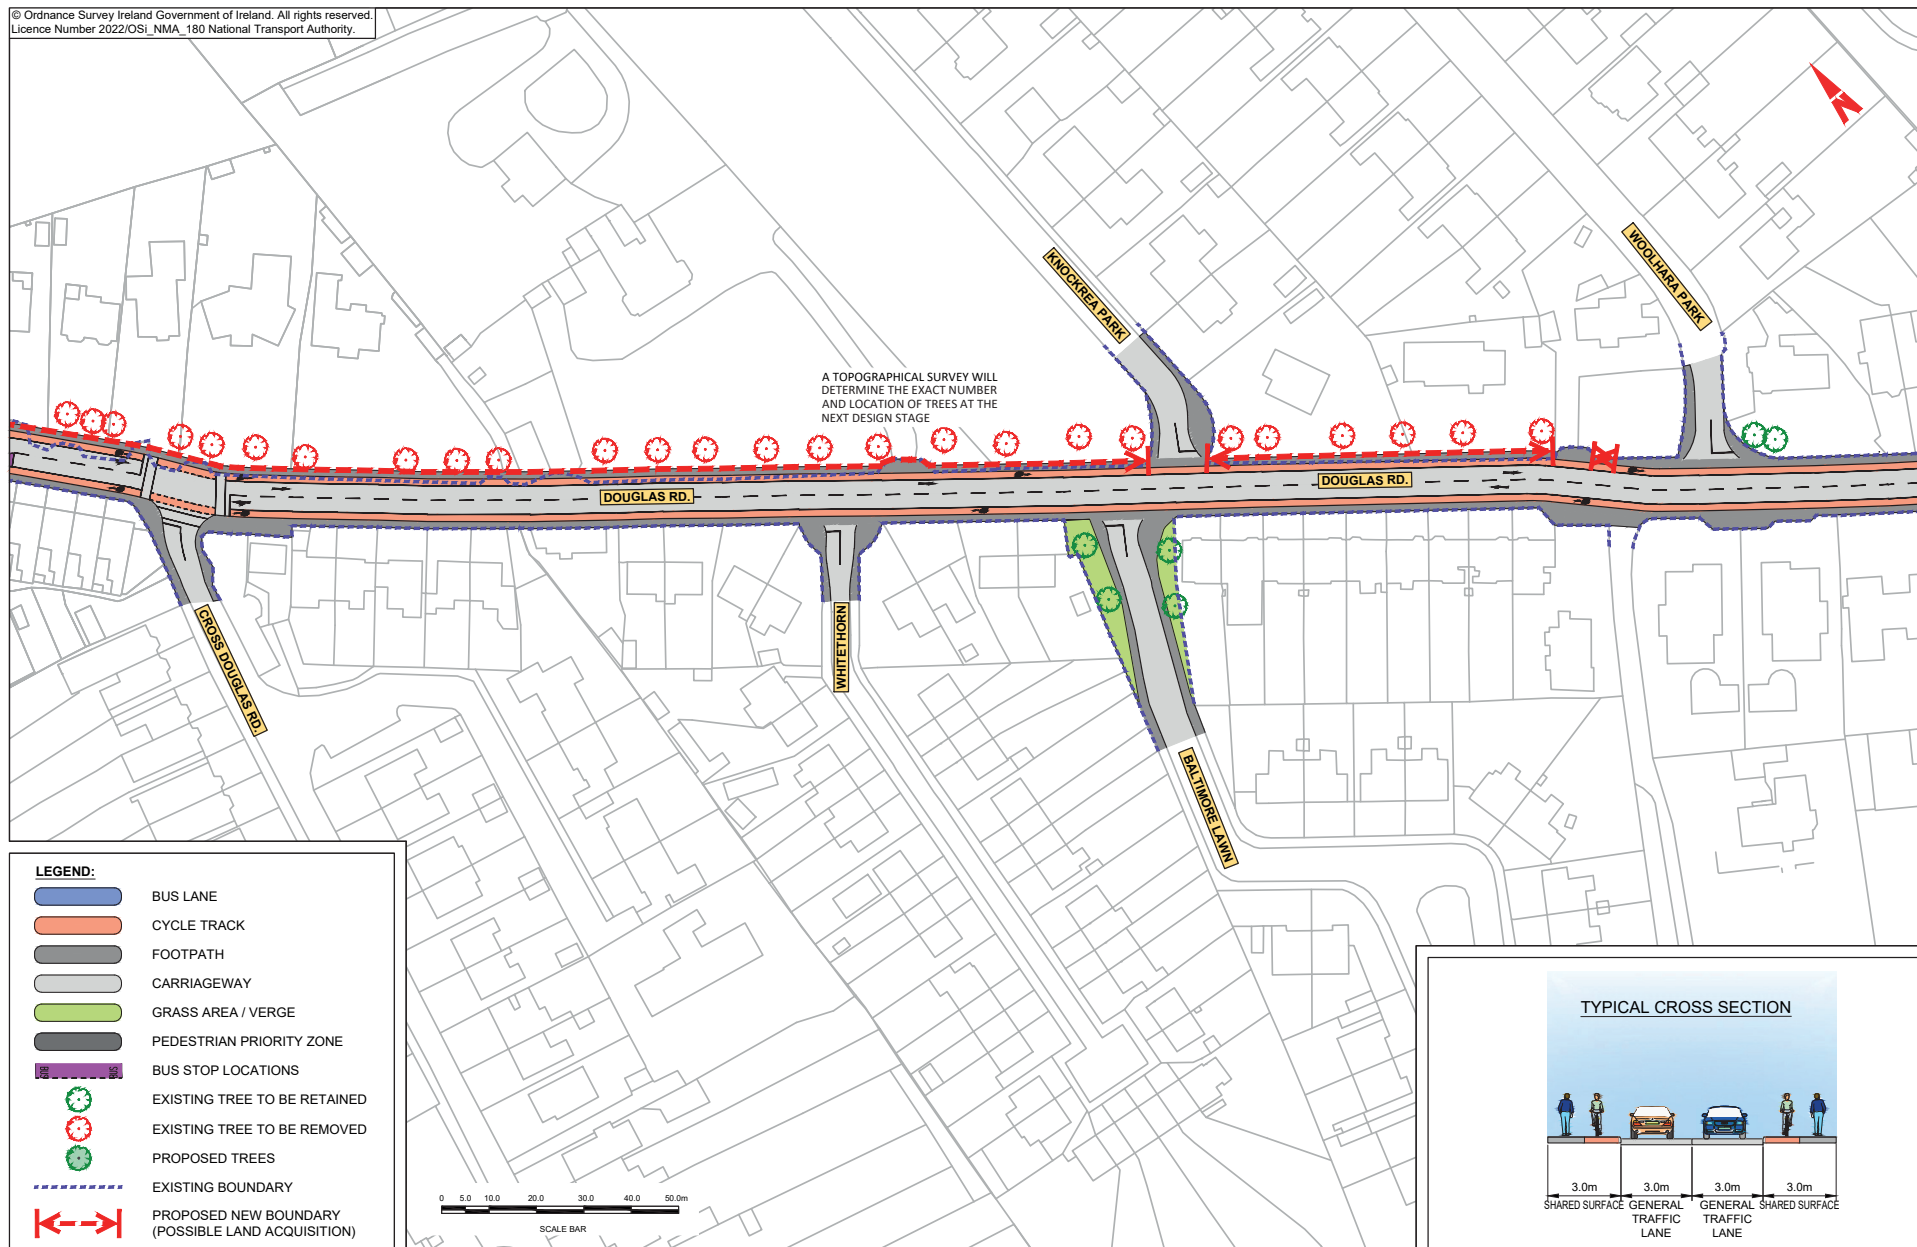 © Ordnance Survey Ireland Government of Ireland. All rights reserved.
Licence Number 2022/OSi_NMA_180 National Transport Authority.
KNOCKREA PARK
WOOLHARA PARK
A TOPOGRAPHICAL SURVEY WILL
DETERMINE THE EXACT NUMBER
AND LOCATION OF TREES AT THE
NEXT DESIGN STAGE
DOUGLAS RD.
DOUGLAS RD.
CROSS DOUGLAS RD.
WHITETHORN
BALTIMORE LAWN
LEGEND:
BUS LANE
CYCLE TRACK
FOOTPATH
CARRIAGEWAY
GRASS AREA / VERGE
PEDESTRIAN PRIORITY ZONE
BUS BUS
BUS STOP LOCATIONS
EXISTING TREE TO BE RETAINED
EXISTING TREE TO BE REMOVED
PROPOSED TREES
EXISTING BOUNDARY
PROPOSED NEW BOUNDARY
(POSSIBLE LAND ACQUISITION)
0 5.0 10.0 20.0 30.0 40.0 50.0m
SCALE BAR
TYPICAL CROSS SECTION
3.0m 3.0m 3.0m 3.0m
SHARED SURFACE GENERAL TRAFFIC LANE GENERAL TRAFFIC LANE SHARED SURFACE
N